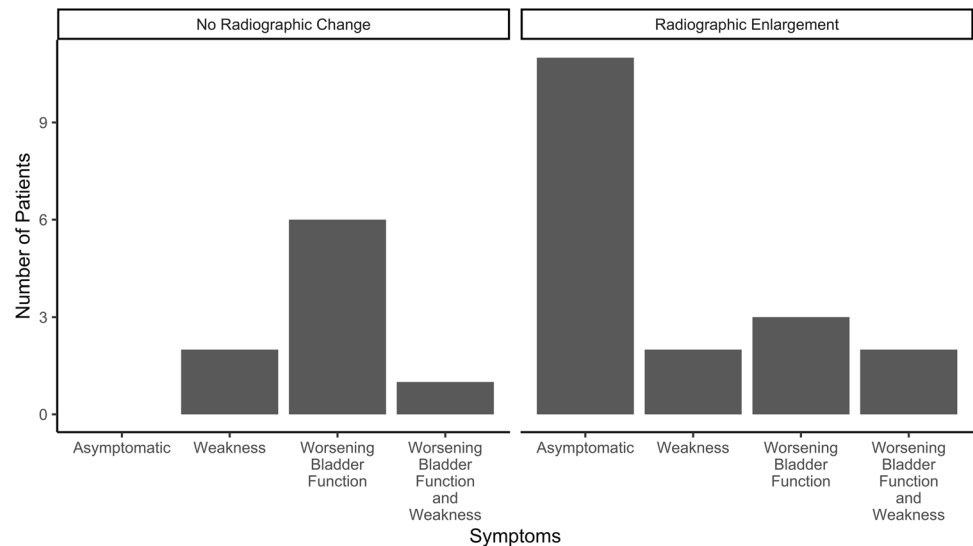 No Radiographic Change
Radiographic Enlargement
Number of Patients
9
6
3
0
Asymptomatic
Weakness
Worsening
Bladder
Function
Worsening
Bladder
Function
and
Weakness
Asymptomatic
Weakness
Worsening
Bladder
Function
Worsening
Bladder
Function
and
Weakness
Symptoms